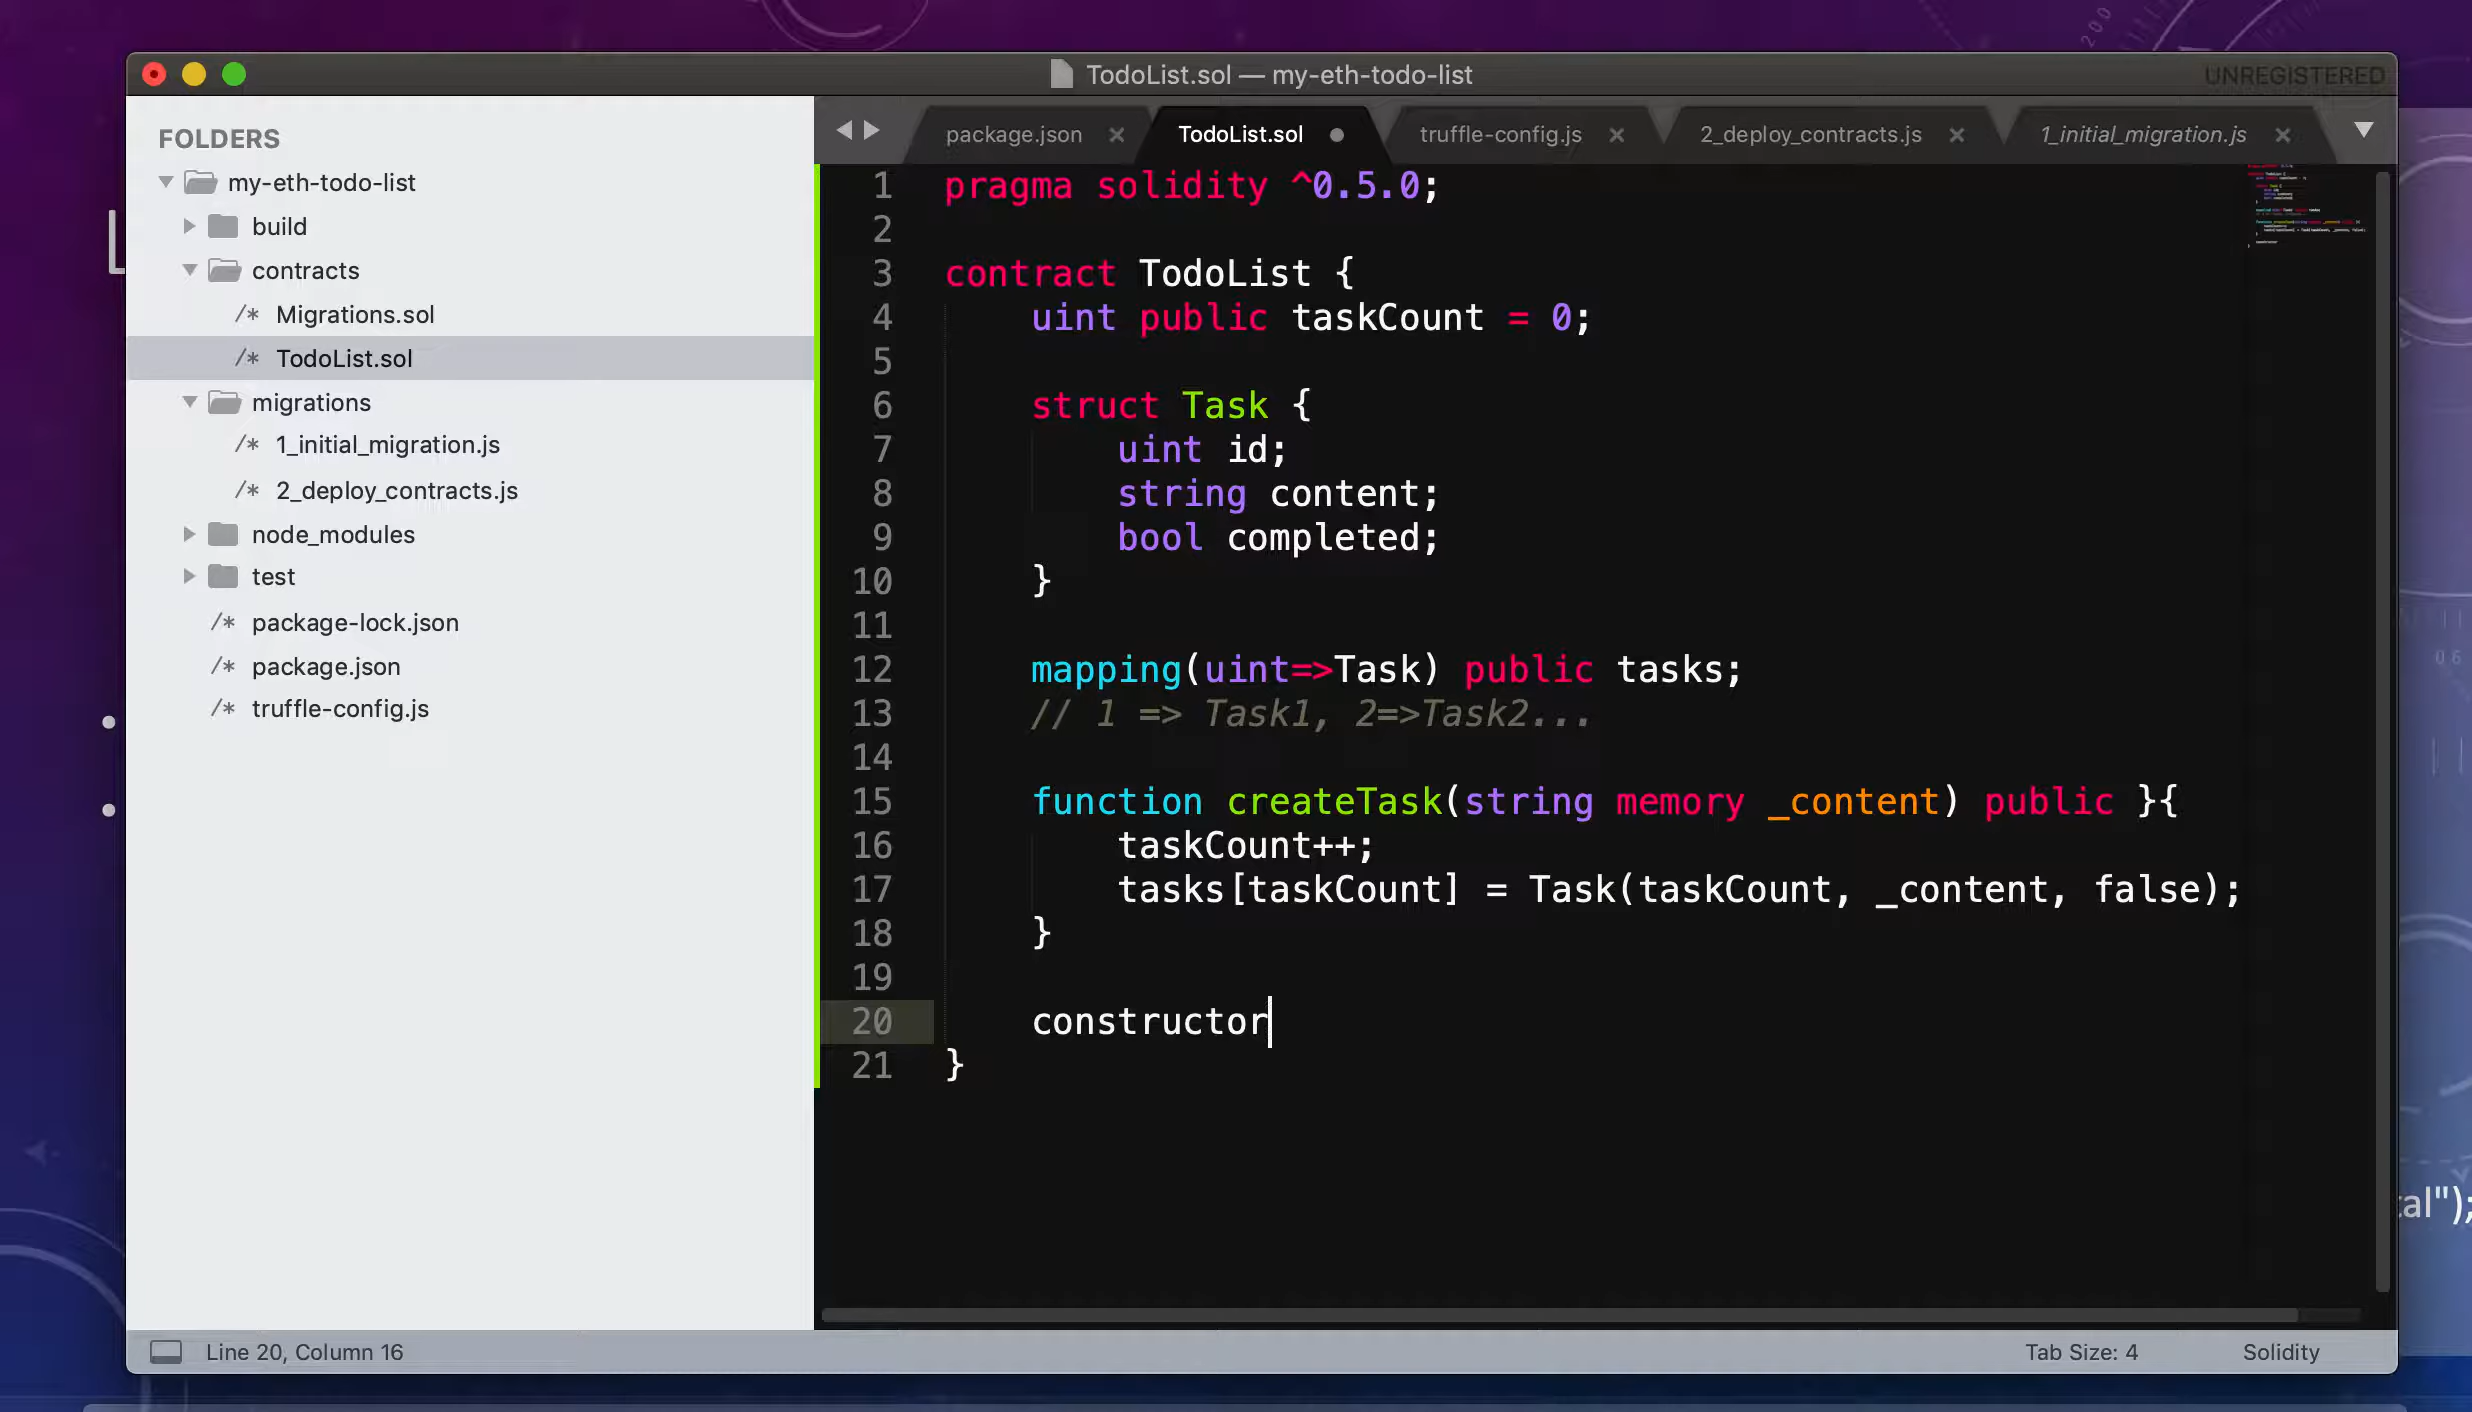 TodoList.sol — my-eth-todo-list
UNREGISTERED
FOLDERS
my-eth-todo-list
build
contracts
/* Migrations.sol
/* TodoList.sol
migrations
/* 1_initial_migration.js
/* 2_deploy_contracts.js
node_modules
test
/* package-lock.json
/* package.json
/* truffle-config.js
package.json
TodoList.sol
truffle-config.js
2_deploy_contracts.js
1_initial_migration.js
1 pragma solidity ^0.5.0;
2
3 contract TodoList {
4 uint public taskCount = 0;
5
6 struct Task {
7 uint id;
8 string content;
9 bool completed;
10 }
11
12 mapping(uint=>Task) public tasks;
13 // 1 => Task1, 2=>Task2...
14
15 function createTask(string memory _content) public }{
16 taskCount++;
17 tasks[taskCount] = Task(taskCount, _content, false);
18 }
19
20 constructor
21 }
Line 20, Column 16
Tab Size: 4
Solidity
200
06
al");